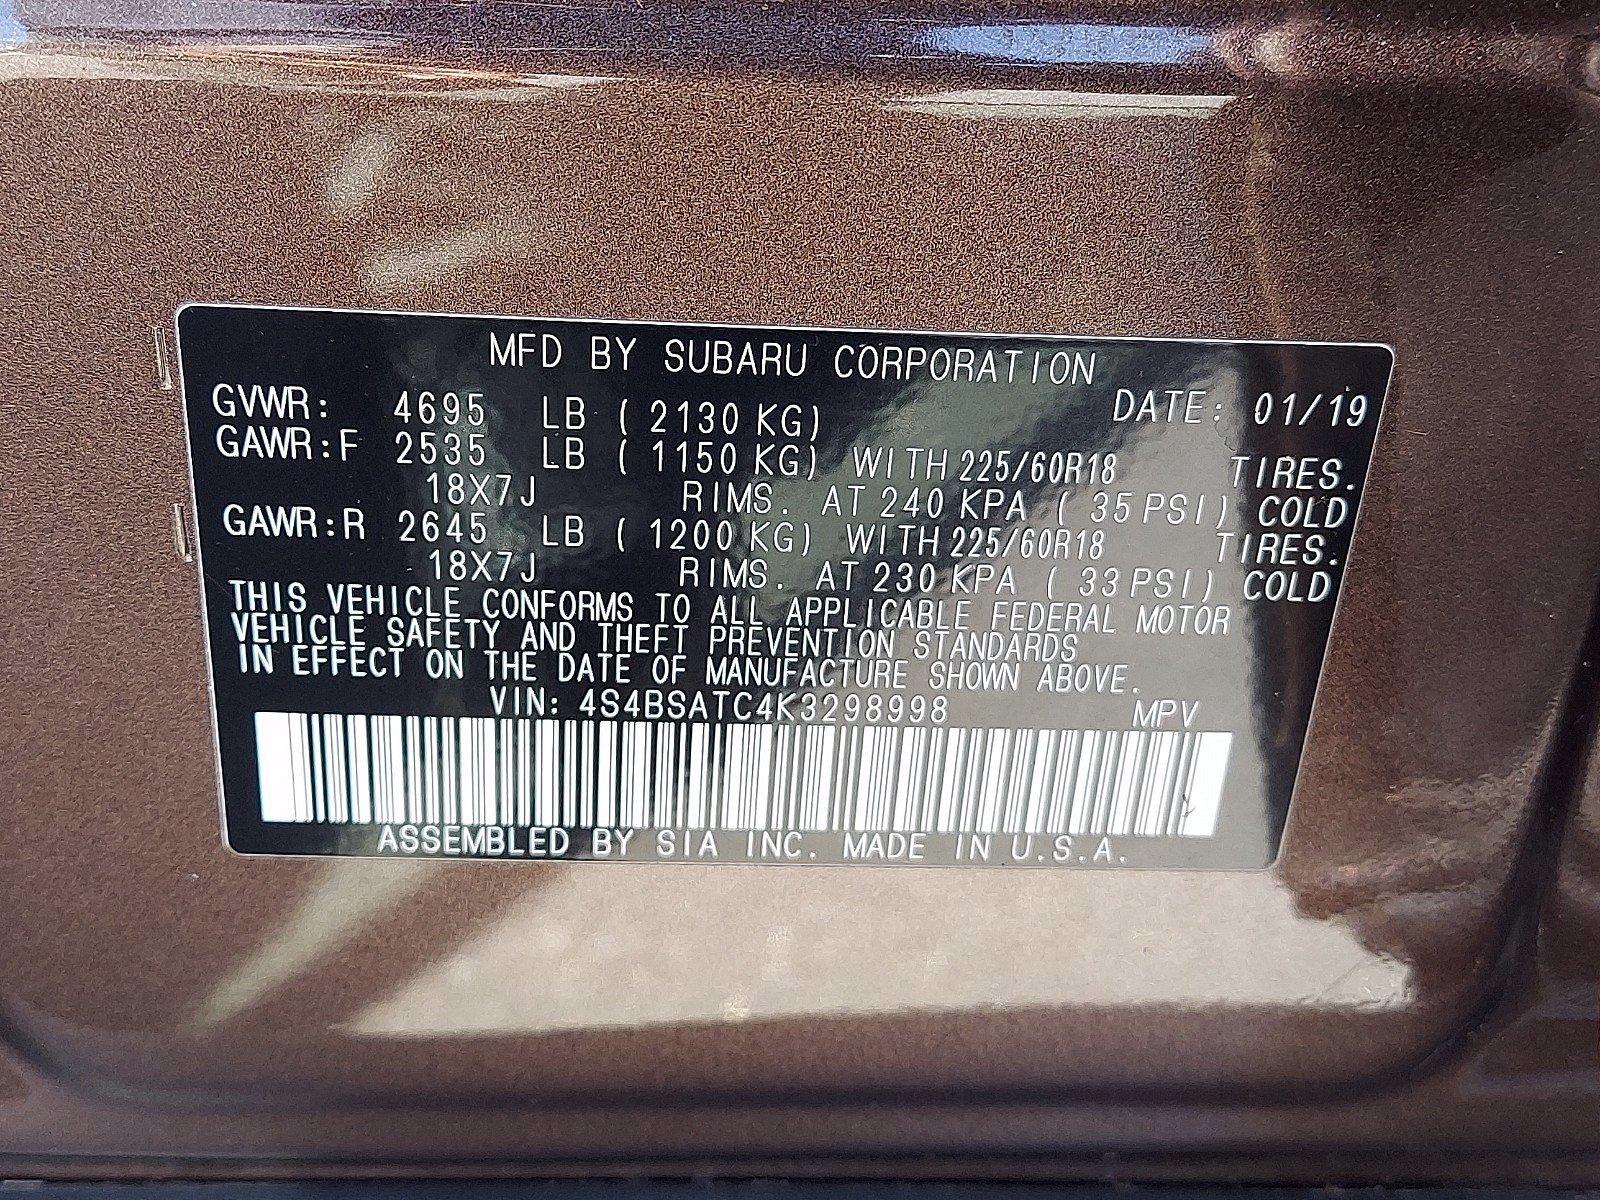 MFD BY SUBARU CORPORATION
GVWR: 4695 LB ( 2130 KG) DATE: 01/19
GAWR:F 2535 LB ( 1150 KG) WITH 225/60R18 TIRES.
18X7J RIMS. AT 240 KPA ( 35 PSI) COLD
GAWR:R 2645 LB ( 1200 KG) WITH 225/60R18 TIRES.
18X7J RIMS. AT 230 KPA ( 33 PSI) COLD
THIS VEHICLE CONFORMS TO ALL APPLICABLE FEDERAL MOTOR
VEHICLE SAFETY AND THEFT PREVENTION STANDARDS
IN EFFECT ON THE DATE OF MANUFACTURE SHOWN ABOVE.
VIN: 4S4BSATC4K3298998 MPV
ASSEMBLED BY SIA INC. MADE IN U.S.A.